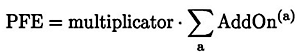 PFE = multiplicator · ∑ₐ AddOn⁽ᵃ⁾